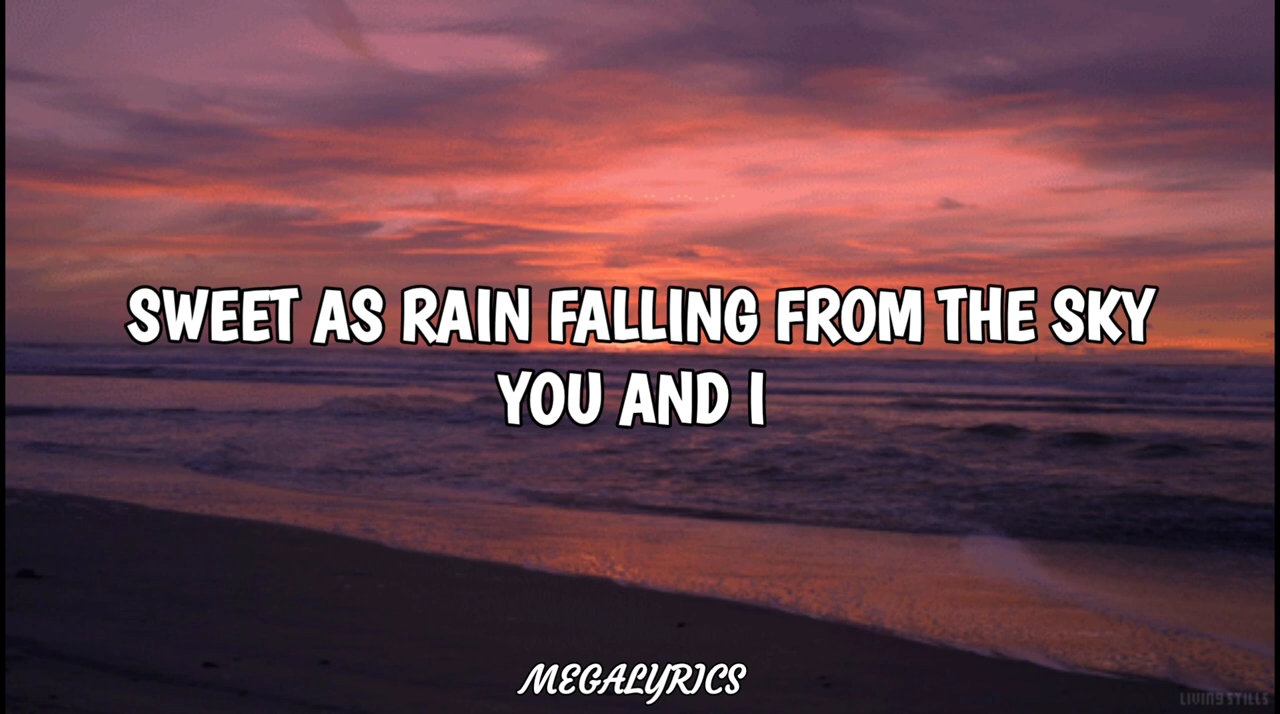 SWEET AS RAIN FALLING FROM THE SKY
YOU AND I
MEGALYRICS
LIVING STILLS